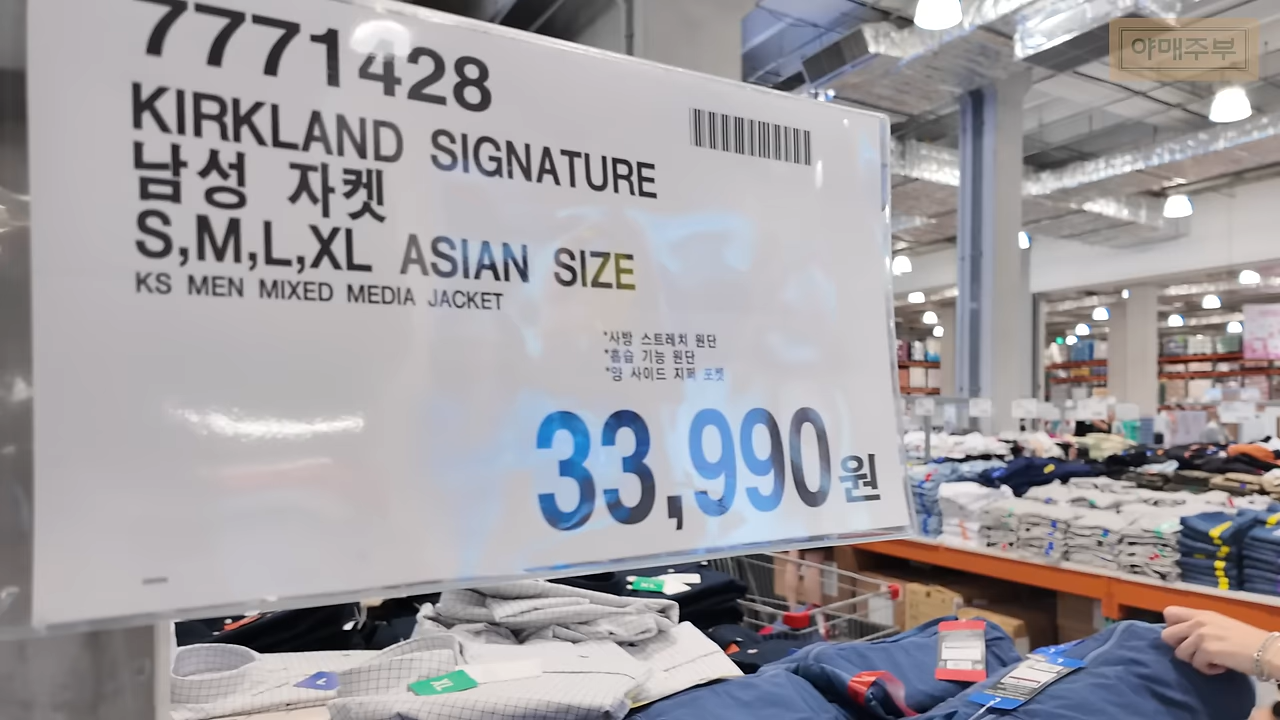 야매주부
7771428
KIRKLAND SIGNATURE
남성 자켓
S,M,L,XL ASIAN SIZE
KS MEN MIXED MEDIA JACKET
*사방 스트레치 원단
*흡습 기능 원단
*양 사이드 지퍼 포켓
33,990원
XL